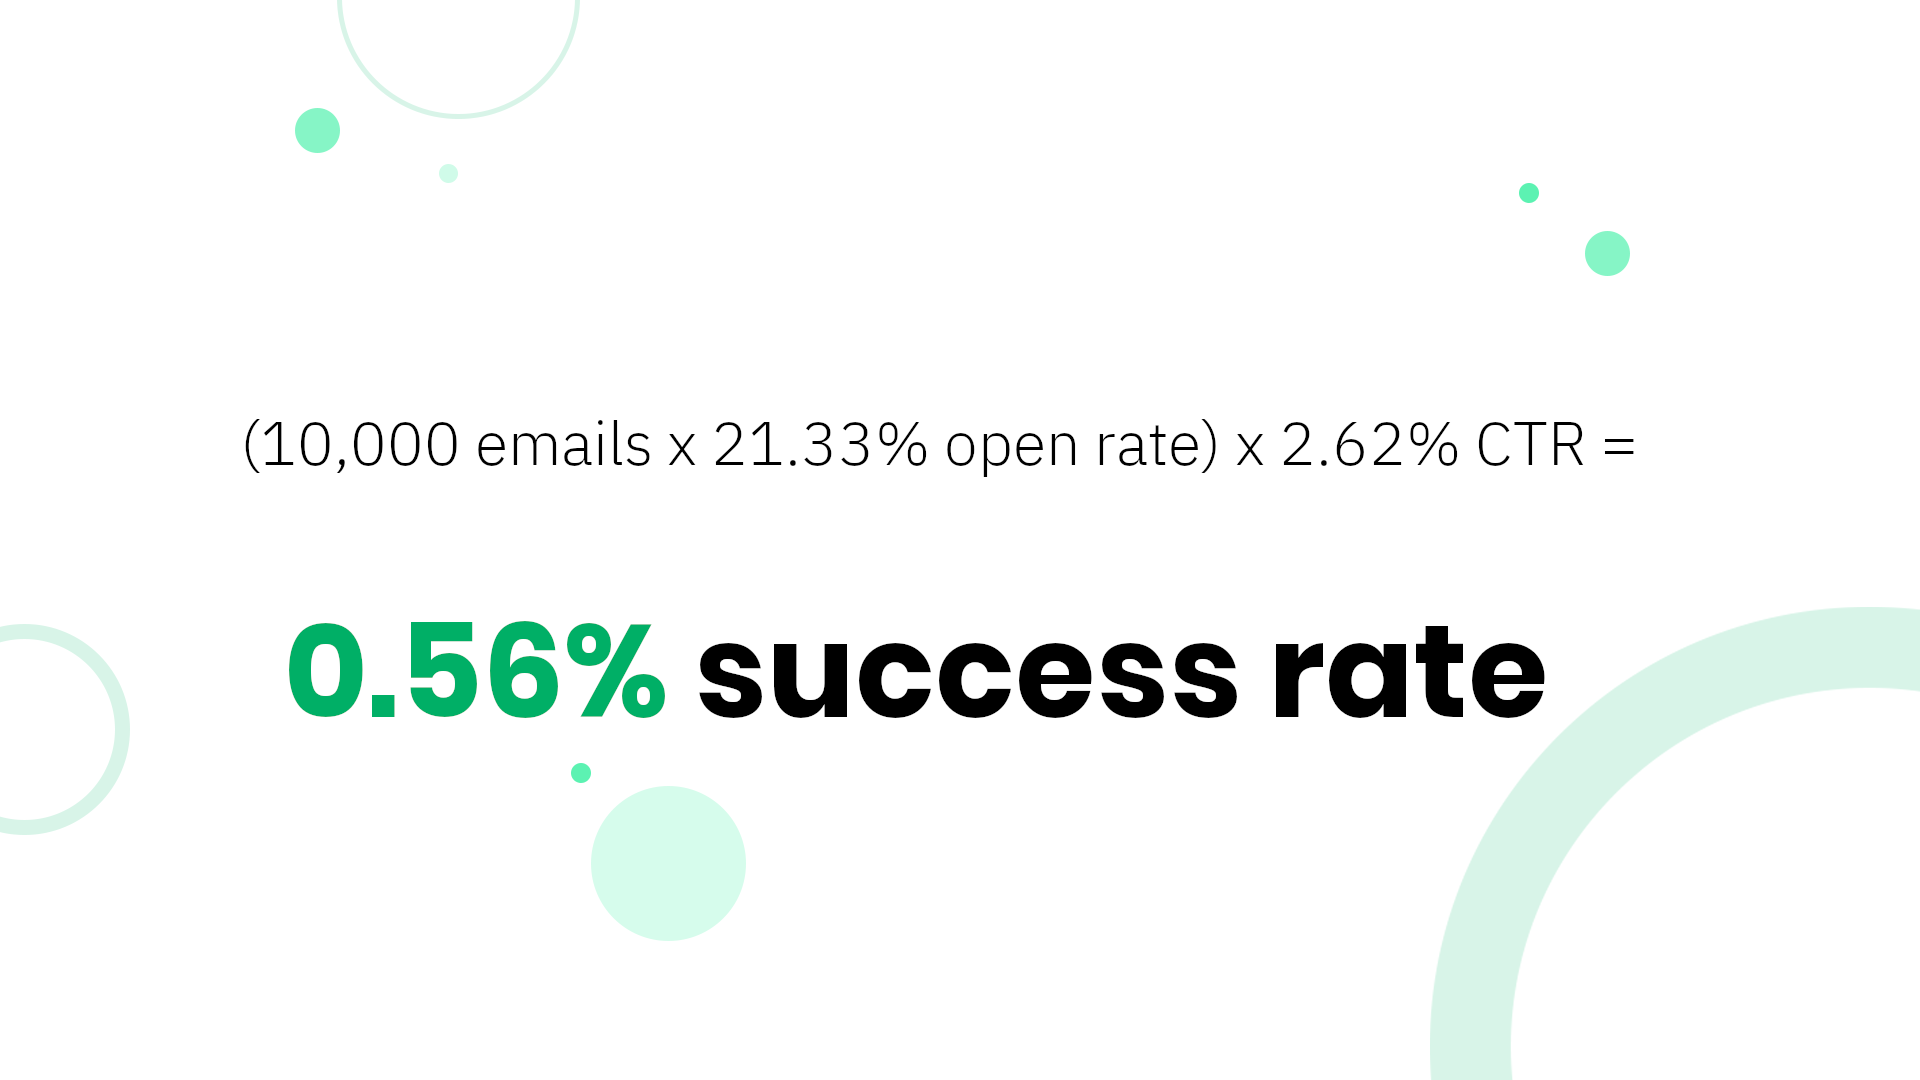 (10,000 emails x 21.33% open rate) x 2.62% CTR =
0.56% success rate